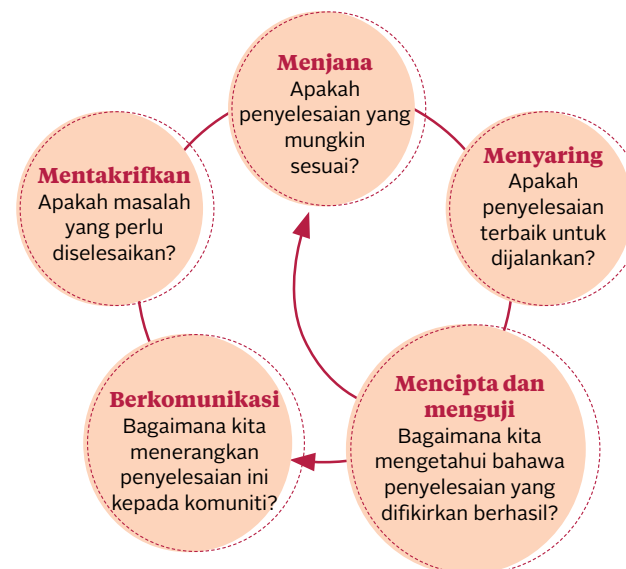 Menjana
Apakah
penyelesaian yang
mungkin
sesuai?
Menyaring
Apakah
penyelesaian
terbaik untuk
dijalankan?
Mencipta dan
menguji
Bagaimana kita
mengetahui bahawa
penyelesaian yang
difikirkan berhasil?
Berkomunikasi
Bagaimana kita
menerangkan
penyelesaian ini
kepada komuniti?
Mentakrifkan
Apakah masalah
yang perlu
diselesaikan?